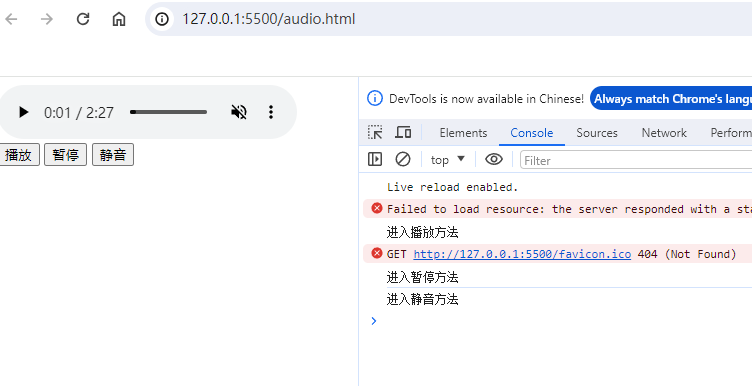 127.0.0.1:5500/audio.html
0:01 / 2:27
播放 暂停 静音
DevTools is now available in Chinese! Always match Chrome's
Elements Console Sources Network
top Filter
Live reload enabled.
Failed to load resource: the server responded with a
进入播放方法
GET http://127.0.0.1:5500/favicon.ico 404 (Not Found)
进入暂停方法
进入静音方法